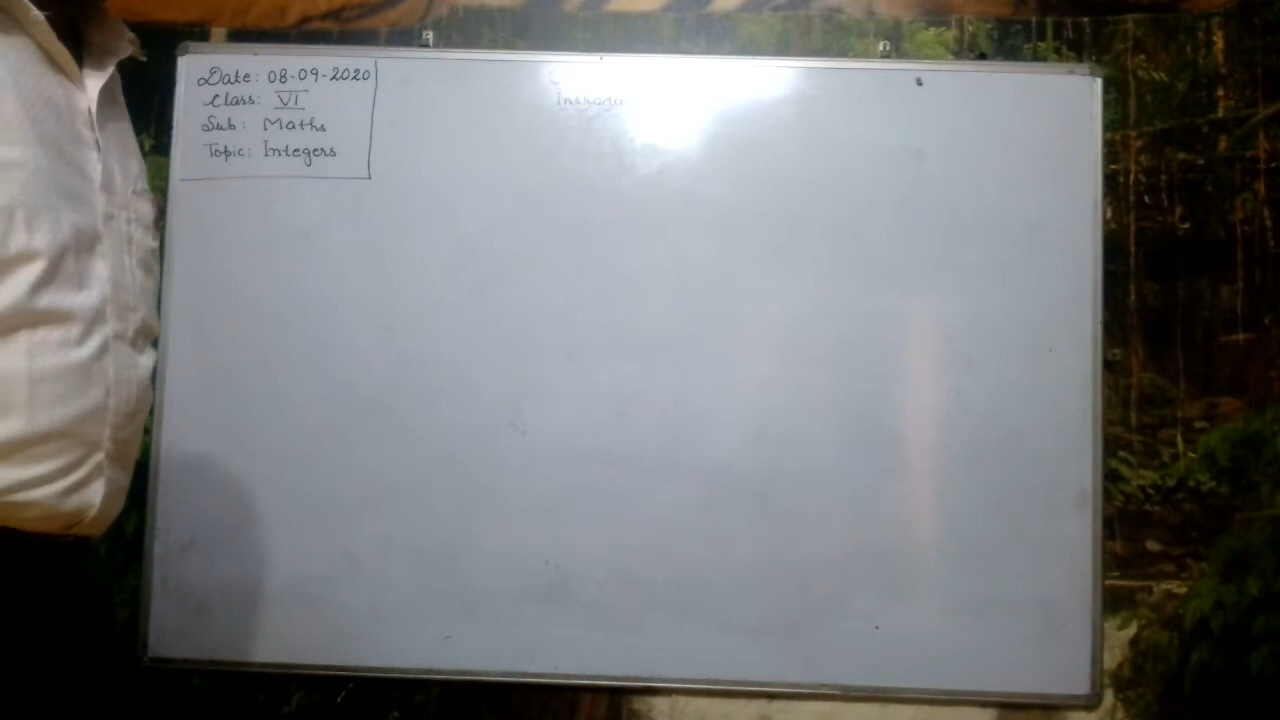 Date: 08-09-2020
Class: VI
Sub: Maths
Topic: Integers